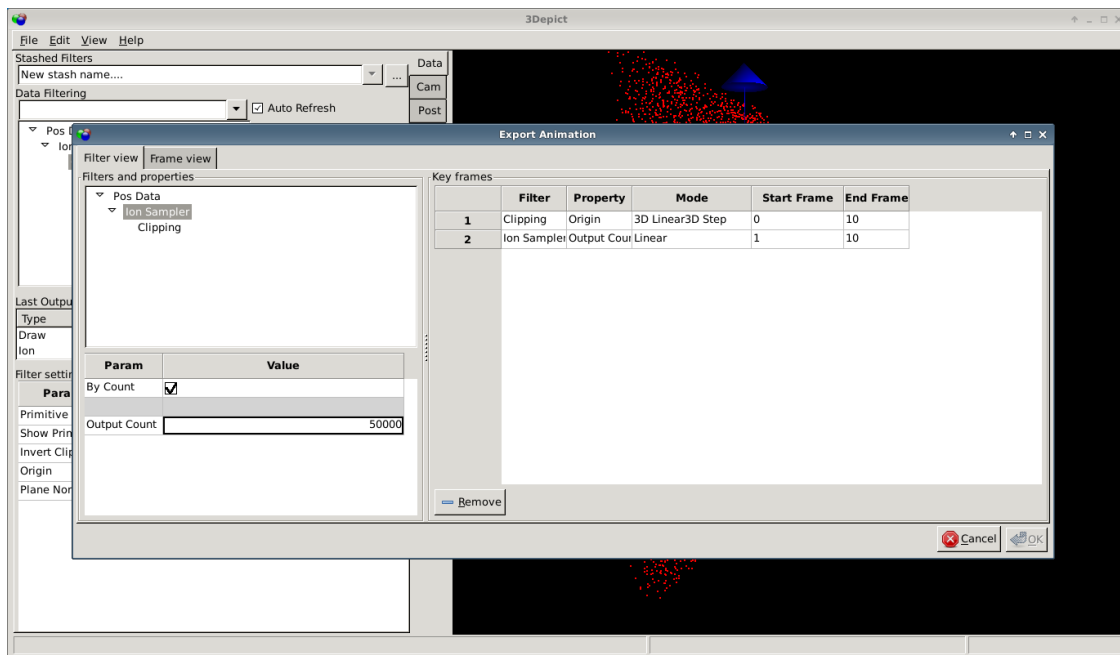 3Depict
File Edit View Help
Stashed Filters
New stash name....
...
Data
Data Filtering
Cam
Auto Refresh
Post
Pos
Export Animation
Filter view Frame view
Filters and properties
Pos Data
Ion Sampler
Clipping
Key frames
Filter Property Mode Start Frame End Frame
1 Clipping Origin 3D Linear3D Step 0 10
2 Ion Sampler Output Cour Linear 1 10
Last Outpu
Type
Draw
Ion
Param Value
By Count
Output Count 50000
Filter settin
Para
Primitive
Show Prin
Invert Clip
Origin
Plane Nor
Remove
Cancel OK